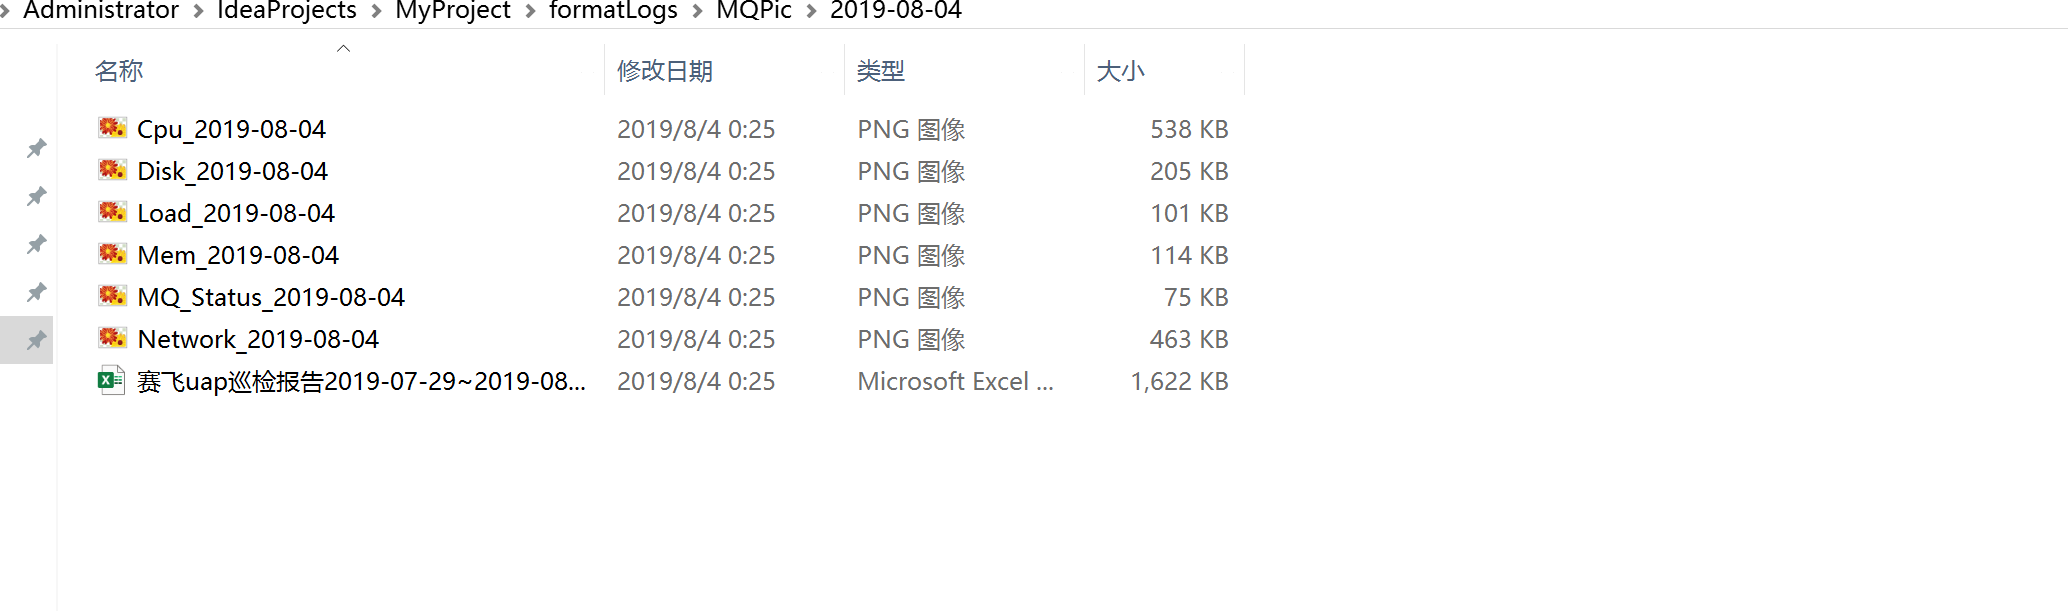 Administrator > IdeaProjects > MyProject > formatLogs > MQPic > 2019-08-04
名称 修改日期 类型 大小
Cpu_2019-08-04 2019/8/4 0:25 PNG 图像 538 KB
Disk_2019-08-04 2019/8/4 0:25 PNG 图像 205 KB
Load_2019-08-04 2019/8/4 0:25 PNG 图像 101 KB
Mem_2019-08-04 2019/8/4 0:25 PNG 图像 114 KB
MQ_Status_2019-08-04 2019/8/4 0:25 PNG 图像 75 KB
Network_2019-08-04 2019/8/4 0:25 PNG 图像 463 KB
赛飞uap巡检报告2019-07-29~2019-08... 2019/8/4 0:25 Microsoft Excel ... 1,622 KB